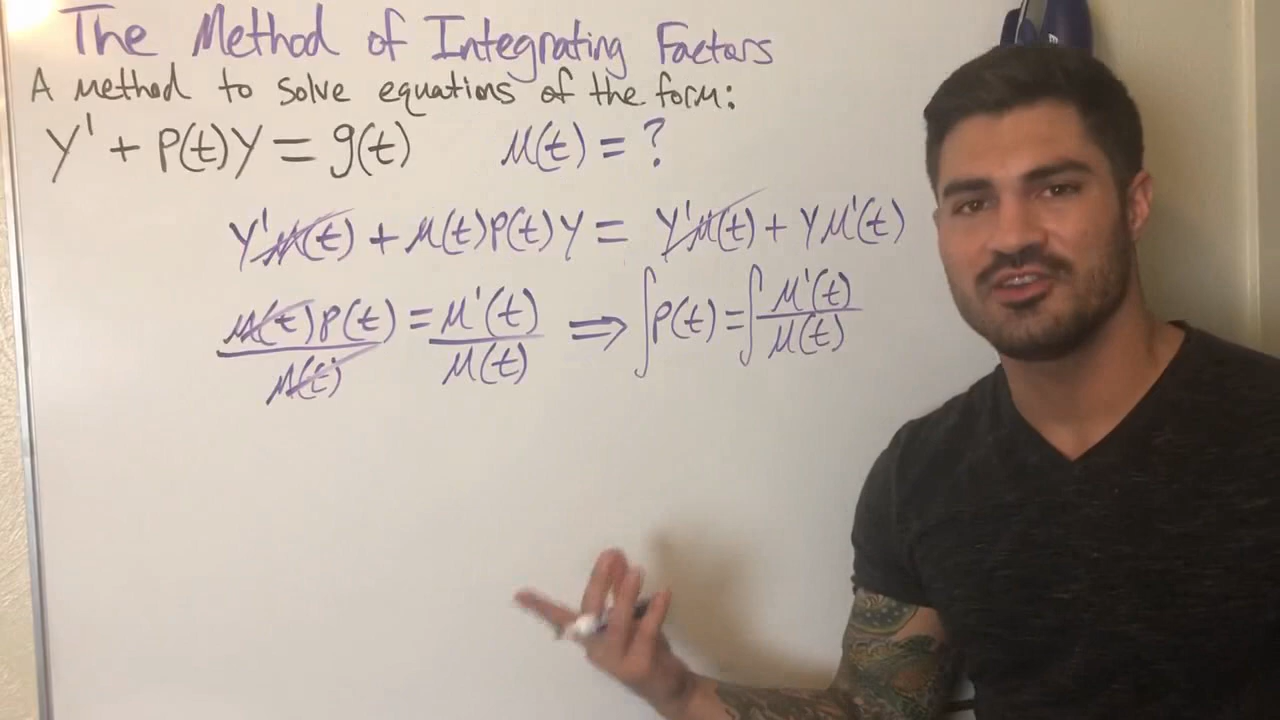 The Method of Integrating Factors
A method to solve equations of the form:
y' + p(t)y = g(t) μ(t) = ?
y'μ(t) + μ(t)p(t)y = y'μ(t) + yμ'(t)
μ(t)p(t)/μ(t) = μ'(t)/μ(t) ⇒ ∫p(t) = ∫μ'(t)/μ(t)